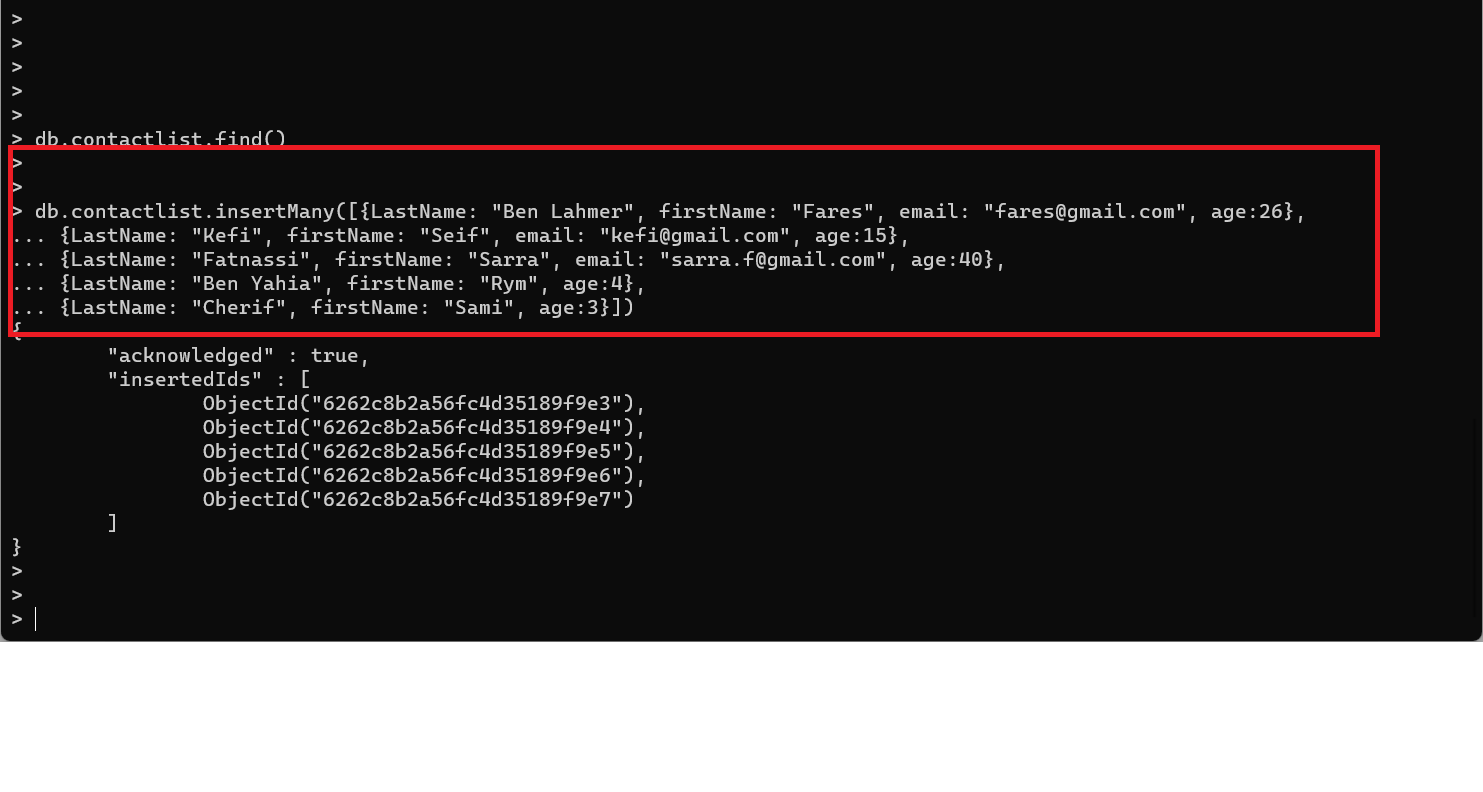 >
>
>
>
>
> db.contactlist.find()
>
>
> db.contactlist.insertMany([{LastName: "Ben Lahmer", firstName: "Fares", email: "fares@gmail.com", age:26},
... {LastName: "Kefi", firstName: "Seif", email: "kefi@gmail.com", age:15},
... {LastName: "Fatnassi", firstName: "Sarra", email: "sarra.f@gmail.com", age:40},
... {LastName: "Ben Yahia", firstName: "Rym", age:4},
... {LastName: "Cherif", firstName: "Sami", age:3}])
{
        "acknowledged" : true,
        "insertedIds" : [
                ObjectId("6262c8b2a56fc4d35189f9e3"),
                ObjectId("6262c8b2a56fc4d35189f9e4"),
                ObjectId("6262c8b2a56fc4d35189f9e5"),
                ObjectId("6262c8b2a56fc4d35189f9e6"),
                ObjectId("6262c8b2a56fc4d35189f9e7")
        ]
}
>
>
>